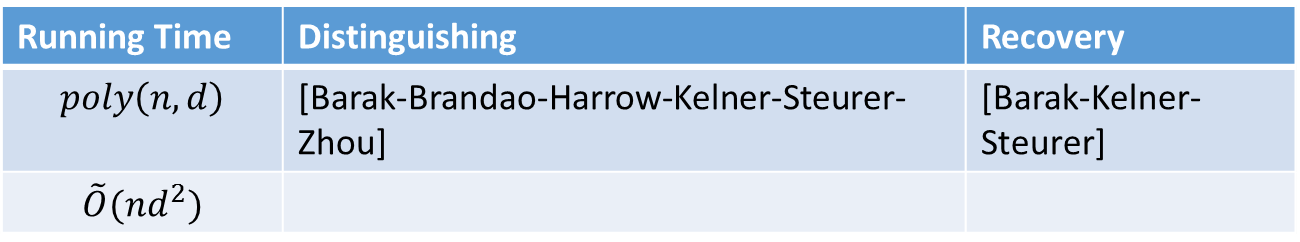 Running Time Distinguishing Recovery
poly(n, d) [Barak-Brandao-Harrow-Kelner-Steurer- [Barak-Kelner-
Zhou] Steurer]
Õ(nd²)